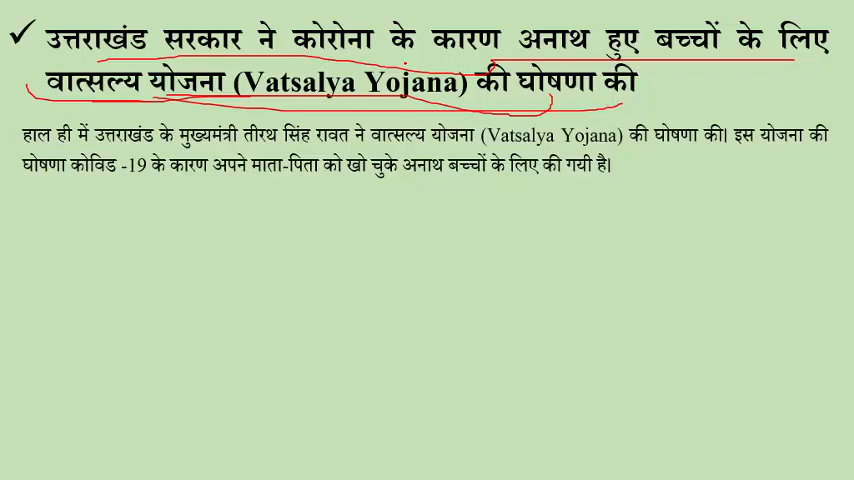 ✓ उत्तराखंड सरकार ने कोरोना के कारण अनाथ हुए बच्चों के लिए
वात्सल्य योजना (Vatsalya Yojana) की घोषणा की
हाल ही में उत्तराखंड के मुख्यमंत्री तीरथ सिंह रावत ने वात्सल्य योजना (Vatsalya Yojana) की घोषणा की। इस योजना की
घोषणा कोविड -19 के कारण अपने माता-पिता को खो चुके अनाथ बच्चों के लिए की गयी है।